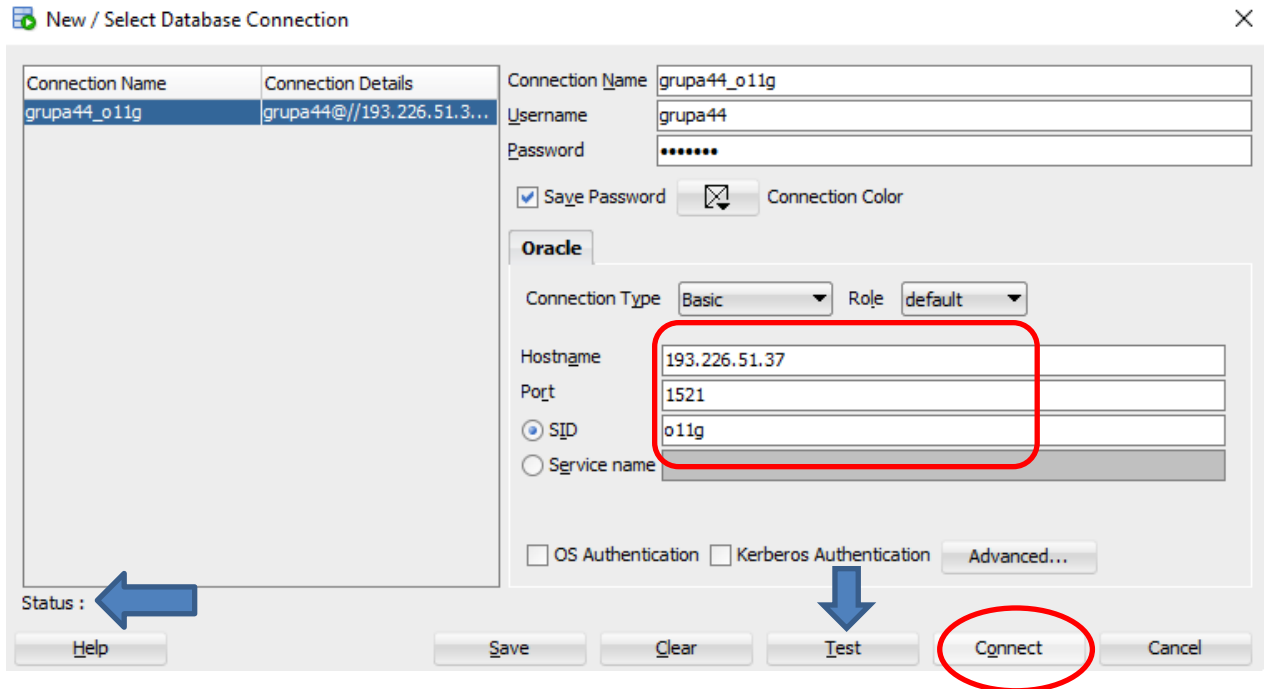 New / Select Database Connection
Connection Name Connection Details
grupa44_o11g grupa44@//193.226.51.3...
Connection Name grupa44_o11g
Username grupa44
Password •••••••
Save Password Connection Color
Oracle
Connection Type Basic Role default
Hostname 193.226.51.37
Port 1521
SID o11g
Service name
OS Authentication Kerberos Authentication Advanced...
Status :
Help Save Clear Test Connect Cancel